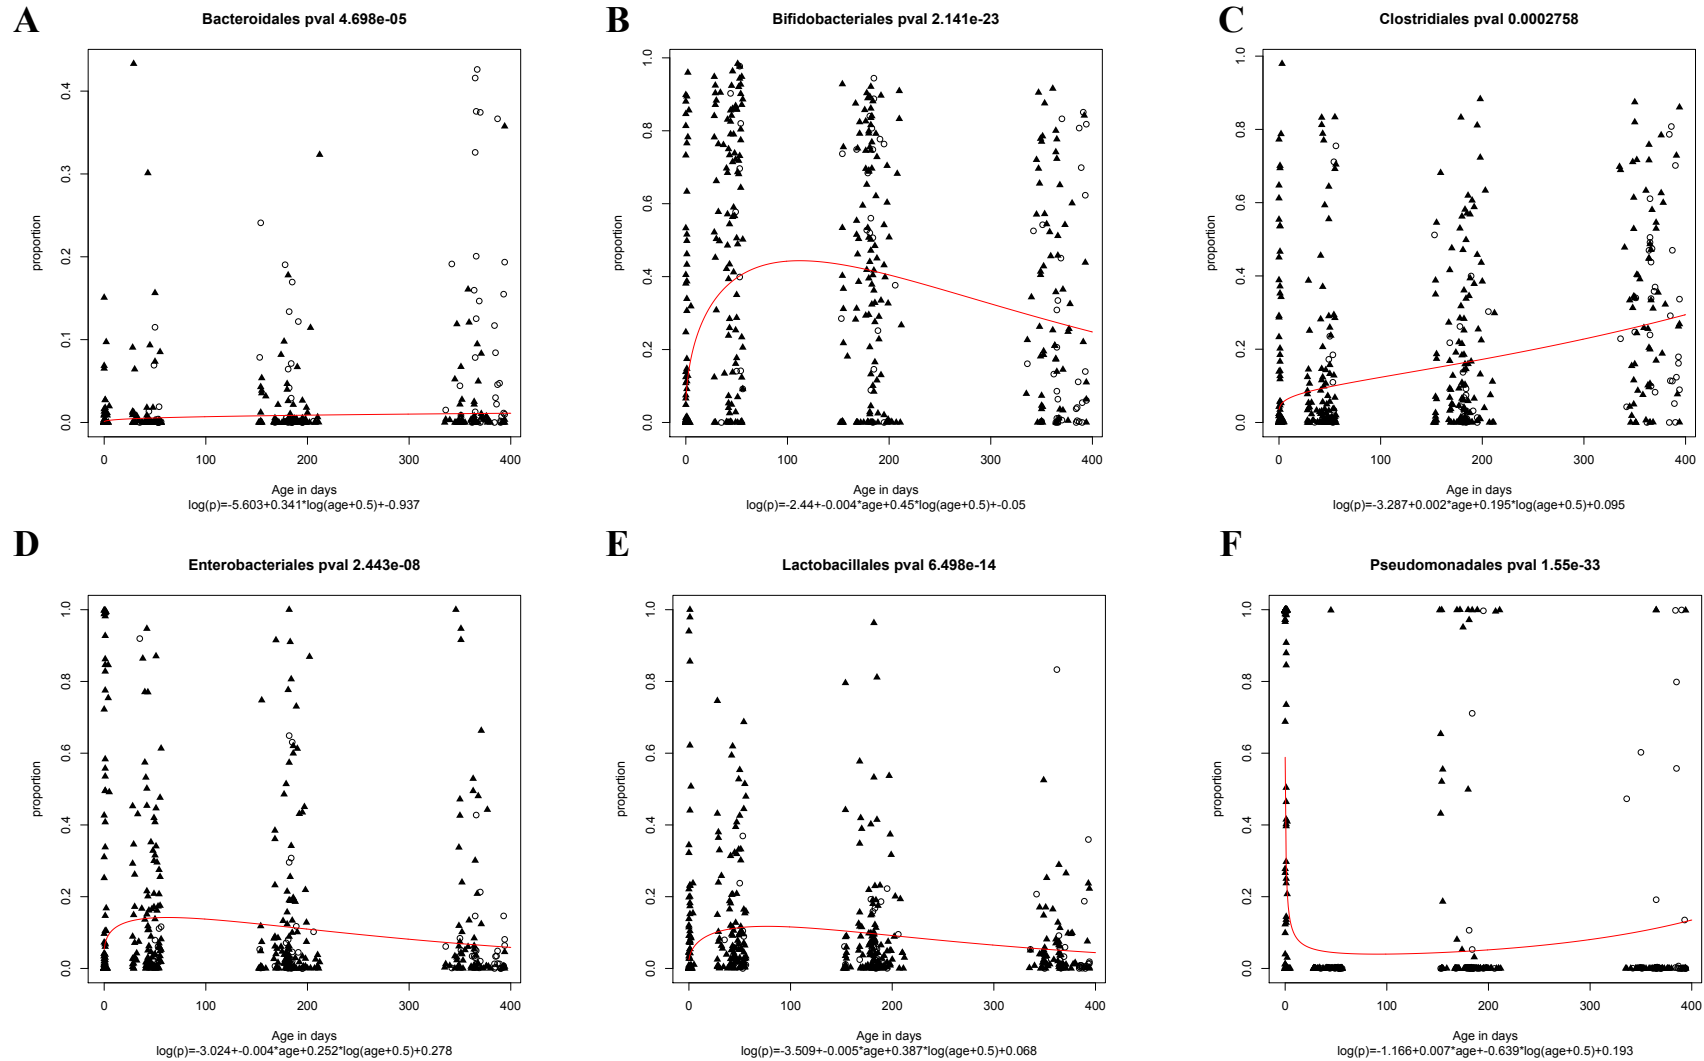 A
Bacteroidales pval 4.698e-05
proportion
0.0 0.1 0.2 0.3 0.4
0 100 200 300 400
Age in days
log(p)=-5.603+0.341*log(age+0.5)+-0.937
B
Bifidobacteriales pval 2.141e-23
proportion
0.0 0.2 0.4 0.6 0.8 1.0
0 100 200 300 400
Age in days
log(p)=-2.44+-0.004*age+0.45*log(age+0.5)+-0.05
C
Clostridiales pval 0.0002758
proportion
0.0 0.2 0.4 0.6 0.8 1.0
0 100 200 300 400
Age in days
log(p)=-3.287+0.002*age+0.195*log(age+0.5)+0.095
D
Enterobacteriales pval 2.443e-08
proportion
0.0 0.2 0.4 0.6 0.8 1.0
0 100 200 300 400
Age in days
log(p)=-3.024+-0.004*age+0.252*log(age+0.5)+0.278
E
Lactobacillales pval 6.498e-14
proportion
0.0 0.2 0.4 0.6 0.8 1.0
0 100 200 300 400
Age in days
log(p)=-3.509+-0.005*age+0.387*log(age+0.5)+0.068
F
Pseudomonadales pval 1.55e-33
proportion
0.0 0.2 0.4 0.6 0.8 1.0
0 100 200 300 400
Age in days
log(p)=-1.166+0.007*age+-0.639*log(age+0.5)+0.193